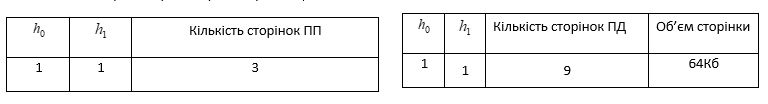 h₀ h₁ Кількість сторінок ПП
1 1 3
h₀ h₁ Кількість сторінок ПД Об’єм сторінки
1 1 9 64Кб